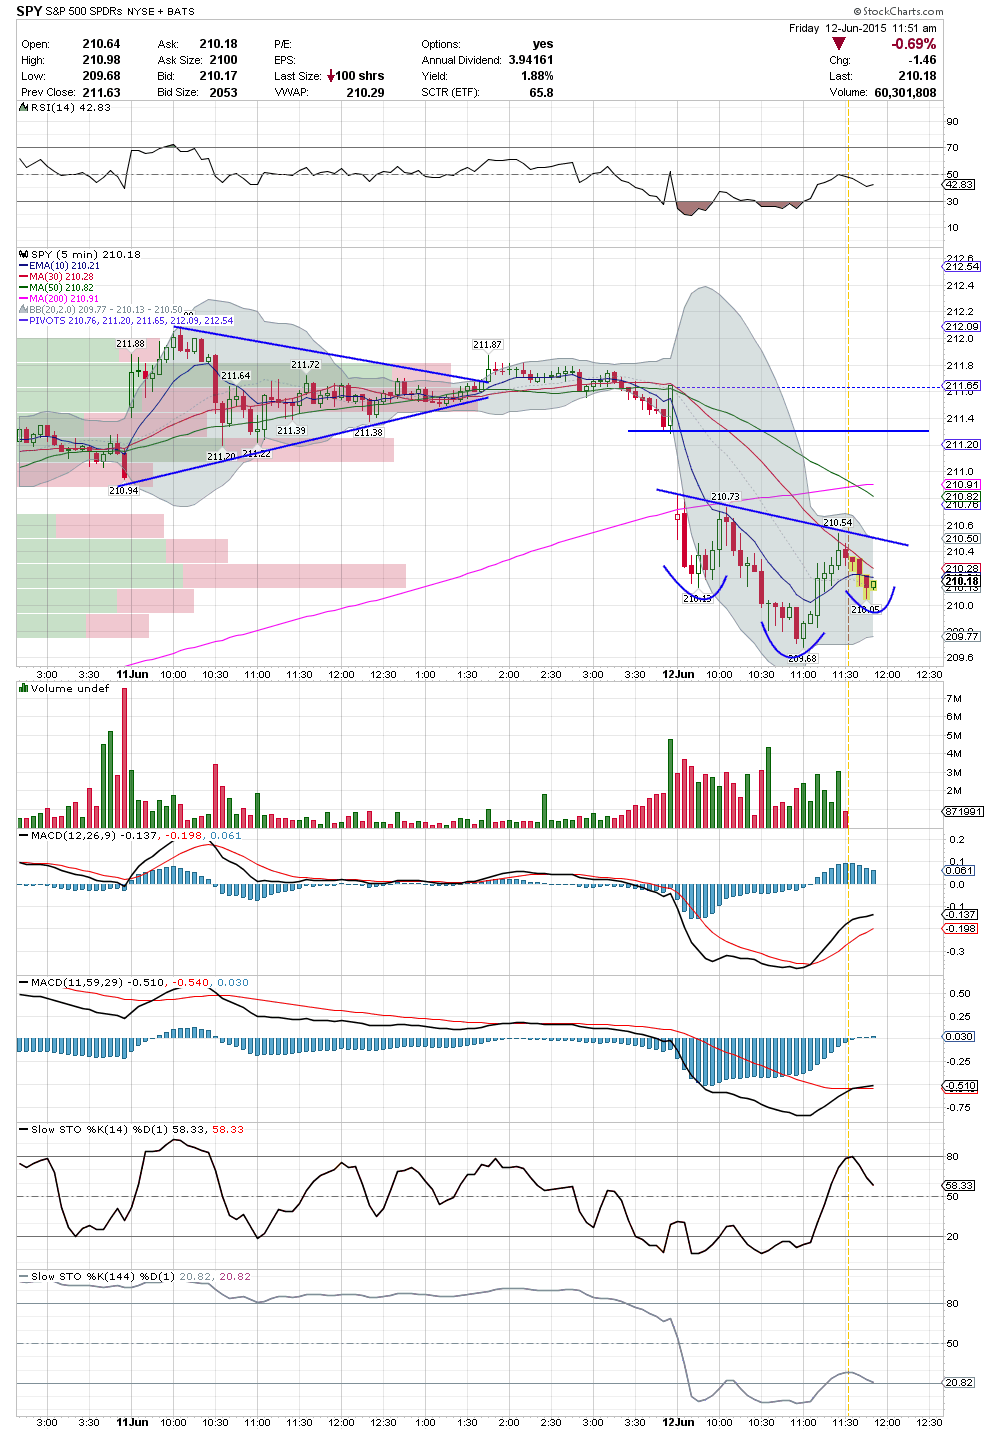 SPY S&P 500 SPDRs NYSE + BATS
© StockCharts.com
Friday 12-Jun-2015 11:51 am
Open: 210.64 Ask: 210.18 P/E: Options: yes -0.69%
High: 210.98 Ask Size: 2100 EPS: Annual Dividend: 3.94161 Chg: -1.46
Low: 209.68 Bid: 210.17 Last Size: 100 shrs Yield: 1.88% Last: 210.18
Prev Close: 211.63 Bid Size: 2053 VWAP: 210.29 SCTR (ETF): 65.8 Volume: 60,301,808
RSI(14) 42.83
90
70
50
42.83
30
10
SPY (5 min) 210.18
EMA(10) 210.21
MA(30) 210.28
MA(50) 210.82
MA(200) 210.91
BB(20,2.0) 209.77 - 210.13 - 210.50
PIVOTS 210.76, 211.20, 211.65, 212.09, 212.54
212.6
212.54
212.4
212.2
212.09
212.0
211.8
211.65
211.4
211.20
211.0
210.91
210.82
210.76
210.6
210.50
210.4
210.28
210.18
210.13
210.0
209.77
209.6
211.88
211.64
211.72
211.87
211.39
211.38
211.20
211.22
210.94
210.73
210.54
210.13
210.05
209.68
3:00 3:30 11Jun 10:00 10:30 11:00 11:30 12:00 12:30 1:00 1:30 2:00 2:30 3:00 3:30 12Jun 10:00 10:30 11:00 11:30 12:00 12:30
Volume undef
7M
6M
5M
4M
3M
2M
871991
MACD(12,26,9) -0.137, -0.198, 0.061
0.2
0.1
0.061
0.0
-0.1
-0.137
-0.198
-0.3
MACD(11,59,29) -0.510, -0.540, 0.030
0.50
0.25
0.030
-0.25
-0.510
-0.75
Slow STO %K(14) %D(1) 58.33, 58.33
80
58.33
50
20
Slow STO %K(144) %D(1) 20.82, 20.82
80
50
20.82
3:00 3:30 11Jun 10:00 10:30 11:00 11:30 12:00 12:30 1:00 1:30 2:00 2:30 3:00 3:30 12Jun 10:00 10:30 11:00 11:30 12:00 12:30